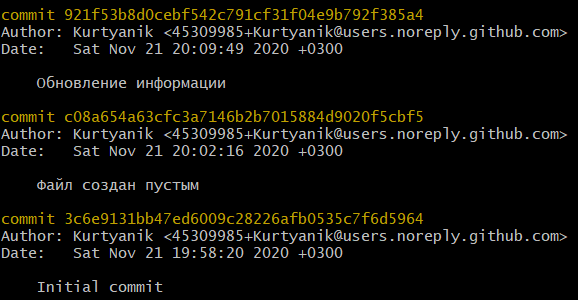 commit 921f53b8d0cebf542c791cf31f04e9b792f385a4
Author: Kurtyanik <45309985+Kurtyanik@users.noreply.github.com>
Date:   Sat Nov 21 20:09:49 2020 +0300
Обновление информации
commit c08a654a63cfc3a7146b2b7015884d9020f5cbf5
Author: Kurtyanik <45309985+Kurtyanik@users.noreply.github.com>
Date:   Sat Nov 21 20:02:16 2020 +0300
Файл создан пустым
commit 3c6e9131bb47ed6009c28226afb0535c7f6d5964
Author: Kurtyanik <45309985+Kurtyanik@users.noreply.github.com>
Date:   Sat Nov 21 19:58:20 2020 +0300
Initial commit